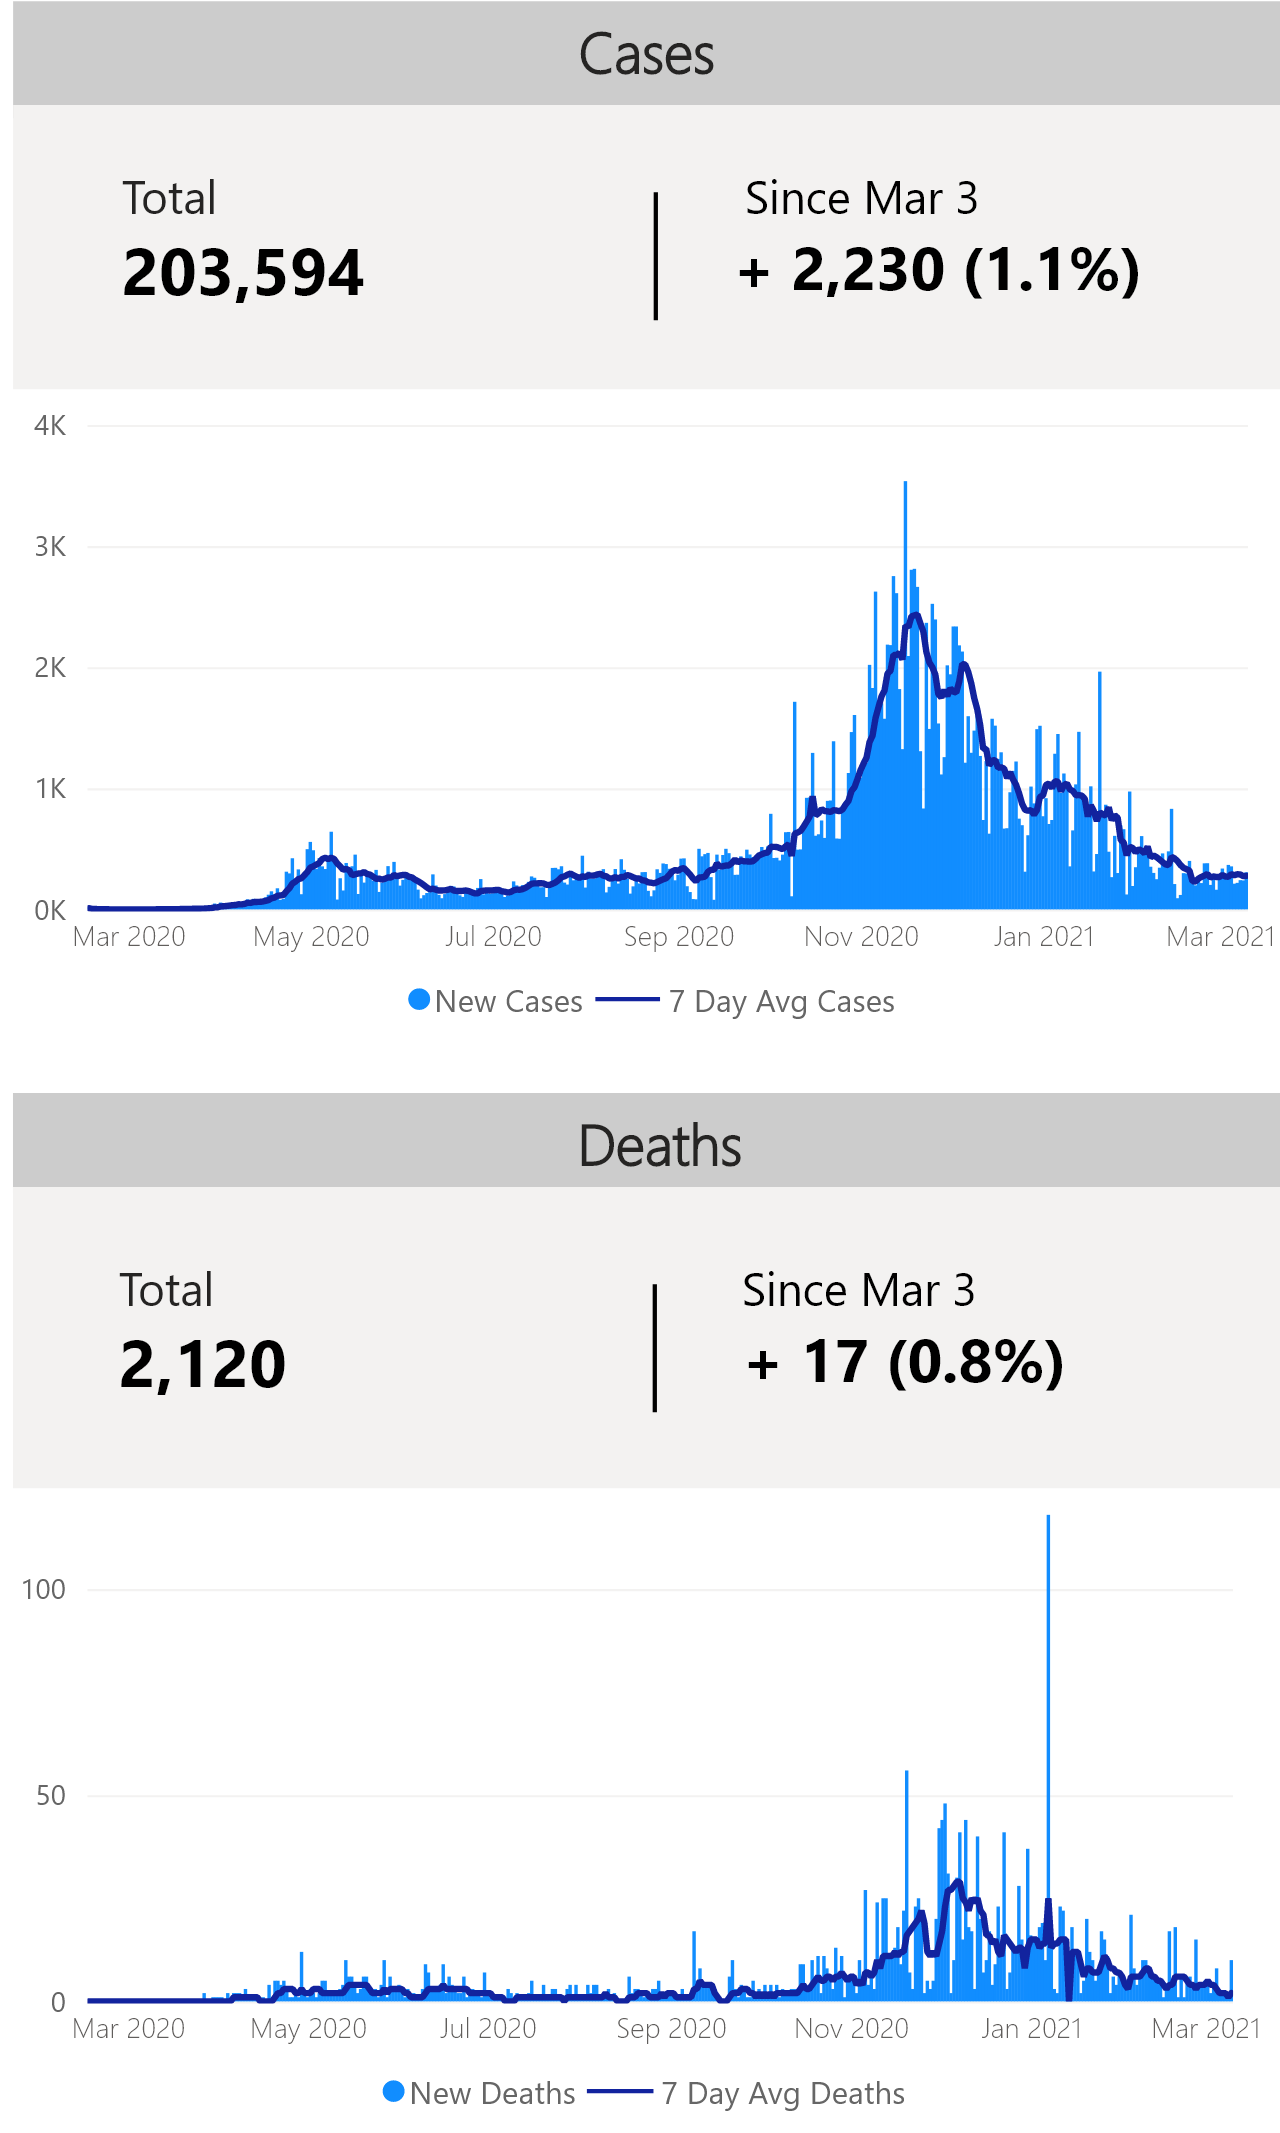 Cases
Total
Since Mar 3
203,594
+ 2,230 (1.1%)
4K
3K
2K
1K
0K
Mar 2020 May 2020 Jul 2020 Sep 2020 Nov 2020 Jan 2021 Mar 2021
New Cases 7 Day Avg Cases
Deaths
Total
Since Mar 3
2,120
+ 17 (0.8%)
100
50
0
Mar 2020 May 2020 Jul 2020 Sep 2020 Nov 2020 Jan 2021 Mar 2021
New Deaths 7 Day Avg Deaths